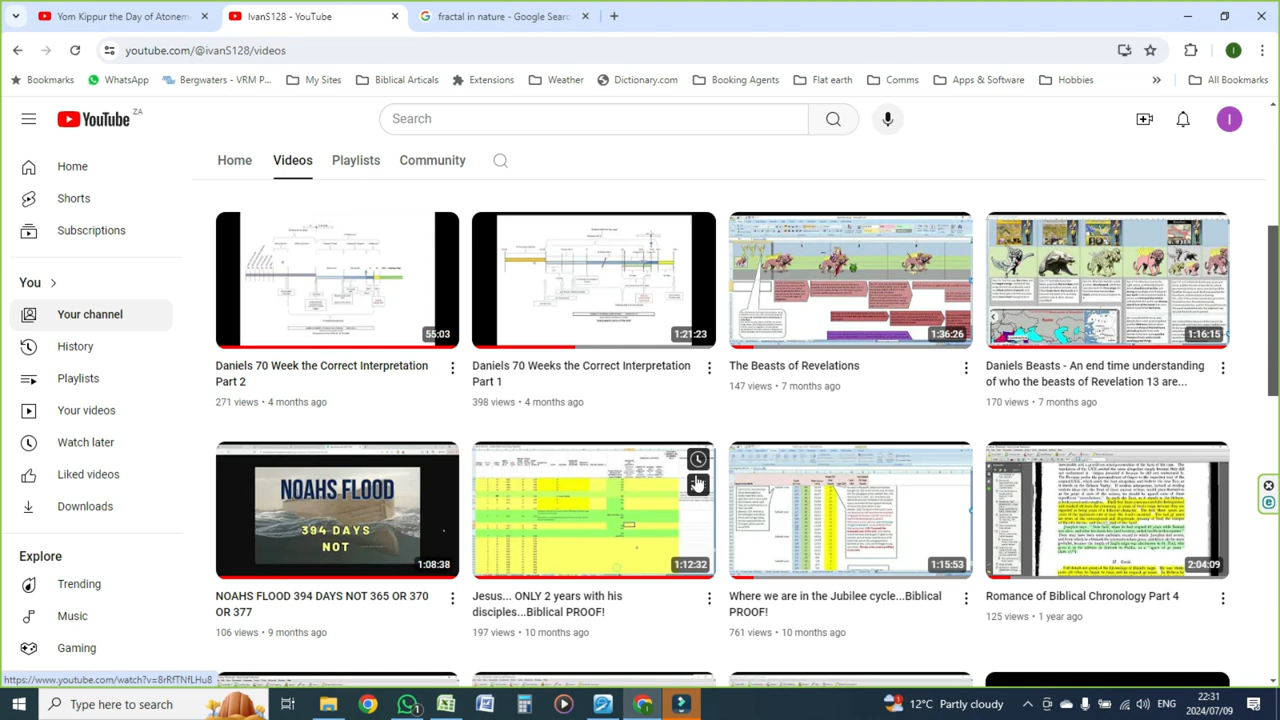 Yom Kippur the Day of Atonem
IvanS128 - YouTube
fractal in nature - Google Searc
youtube.com/@ivanS128/videos
Bookmarks
WhatsApp
Bergwaters - VRM P...
My Sites
Biblical Articals
Extensions
Weather
Dictionary.com
Booking Agents
Flat earth
Comms
Apps & Software
Hobbies
All Bookmarks
YouTube ZA
Search
Home
Shorts
Subscriptions
You
Your channel
History
Playlists
Your videos
Watch later
Liked videos
Downloads
Explore
Trending
Music
Gaming
Home
Videos
Playlists
Community
55:03
1:21:23
1:36:26
1:16:15
Daniels 70 Week the Correct Interpretation
Part 2
271 views • 4 months ago
Daniels 70 Weeks the Correct Interpretation
Part 1
398 views • 4 months ago
The Beasts of Revelations
147 views • 7 months ago
Daniels Beasts - An end time understanding
of who the beasts of Revelation 13 are...
170 views • 7 months ago
NOAHS FLOOD
394 DAYS
NOT
1:08:38
1:12:32
1:15:53
2:04:09
NOAHS FLOOD 394 DAYS NOT 365 OR 370
OR 377
106 views • 9 months ago
Jesus... ONLY 2 years with his
disciples...Biblical PROOF!
197 views • 10 months ago
Where we are in the Jubilee cycle...Biblical
PROOF!
761 views • 10 months ago
Romance of Biblical Chronology Part 4
125 views • 1 year ago
https://www.youtube.com/watch?v=8rRfTNfLHu8
Type here to search
12°C Partly cloudy
ENG
22:31
2024/07/09